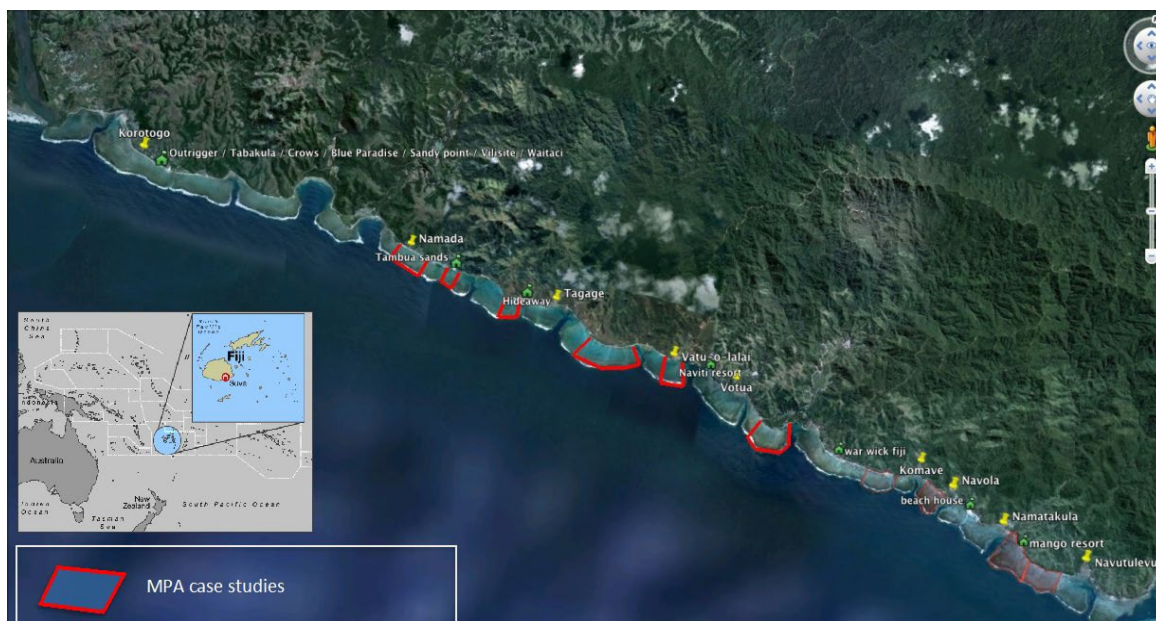 Korotogo
Outrigger / Tabakula / Crows / Blue Paradise / Sandy point / Vilisite / Waitaci
Namada
Tambua sands
Hideaway
Tagage
Vatu-o-lalai
Naviti resort
Votua
war wick fiji
Komave
Navola
beach house
Namatakula
mango resort
Navutulevu
Fiji
Suva
Australia
New
Zealand
South Pacific Ocean
Tasman
Sea
MPA case studies